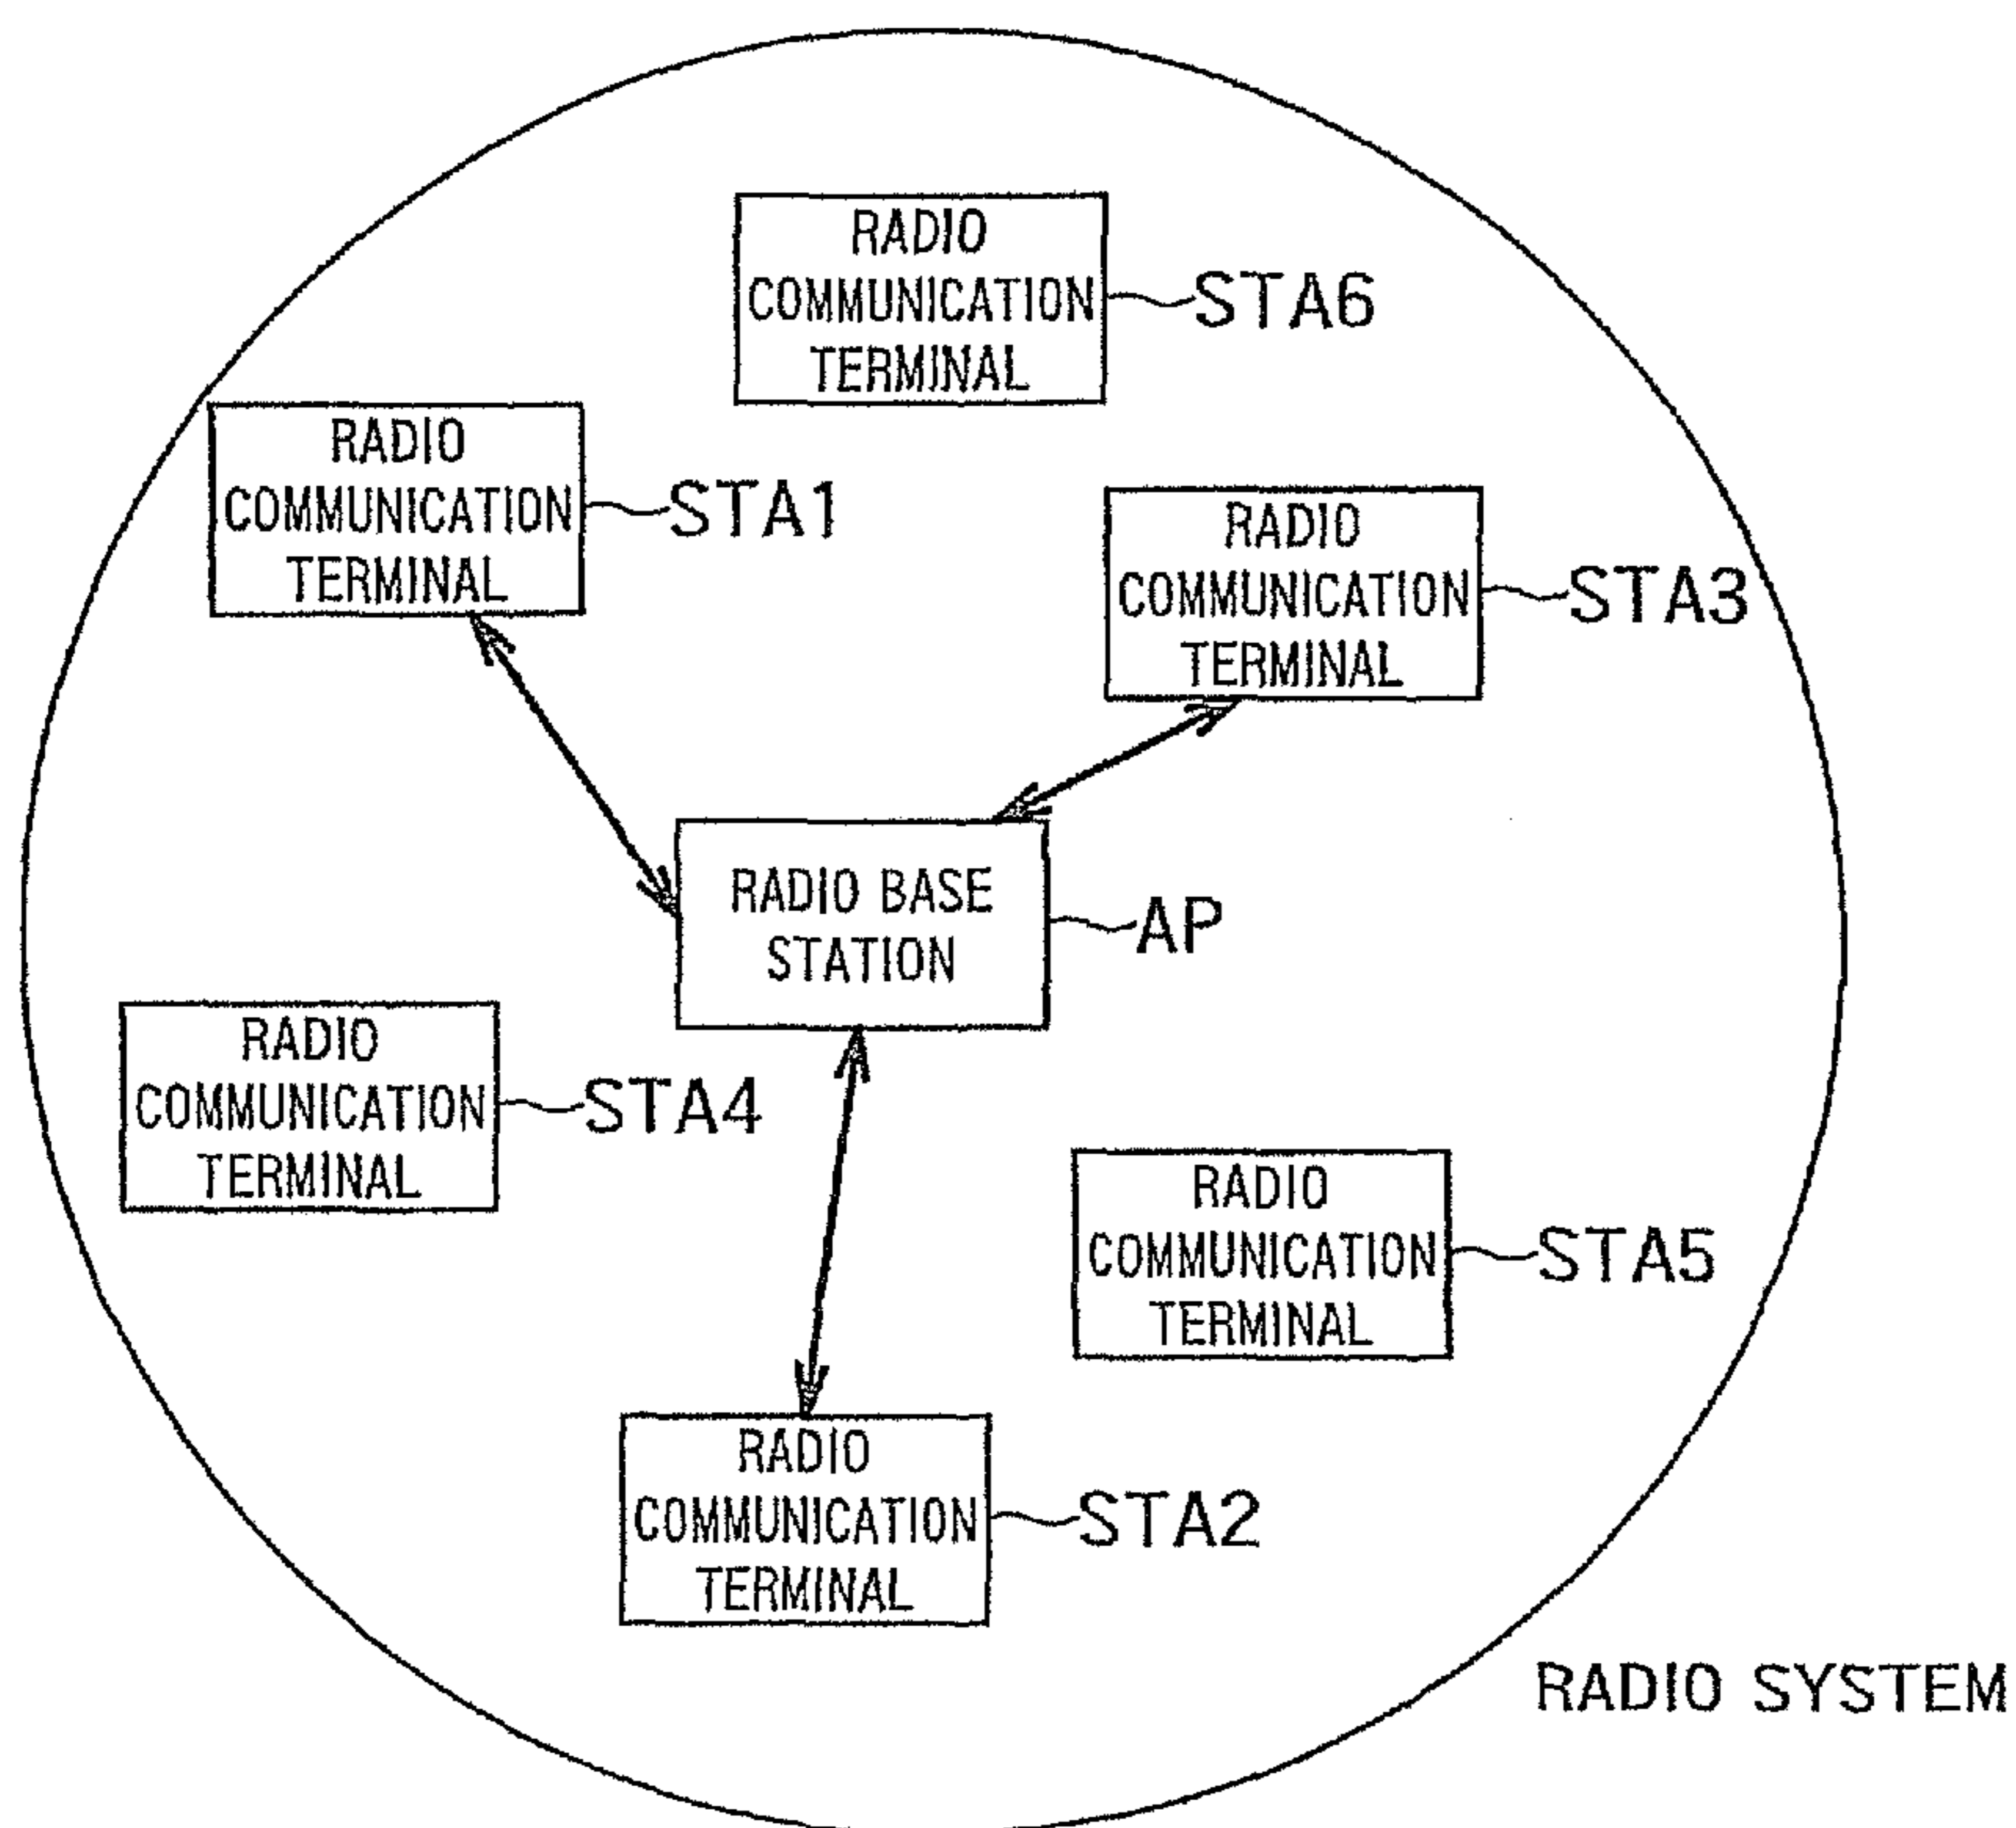 RADIO
COMMUNICATION
TERMINAL
STA6
RADIO
COMMUNICATION
TERMINAL
STA1
RADIO
COMMUNICATION
TERMINAL
STA3
RADIO BASE
STATION
AP
RADIO
COMMUNICATION
TERMINAL
STA4
RADIO
COMMUNICATION
TERMINAL
STA5
RADIO
COMMUNICATION
TERMINAL
STA2
RADIO SYSTEM